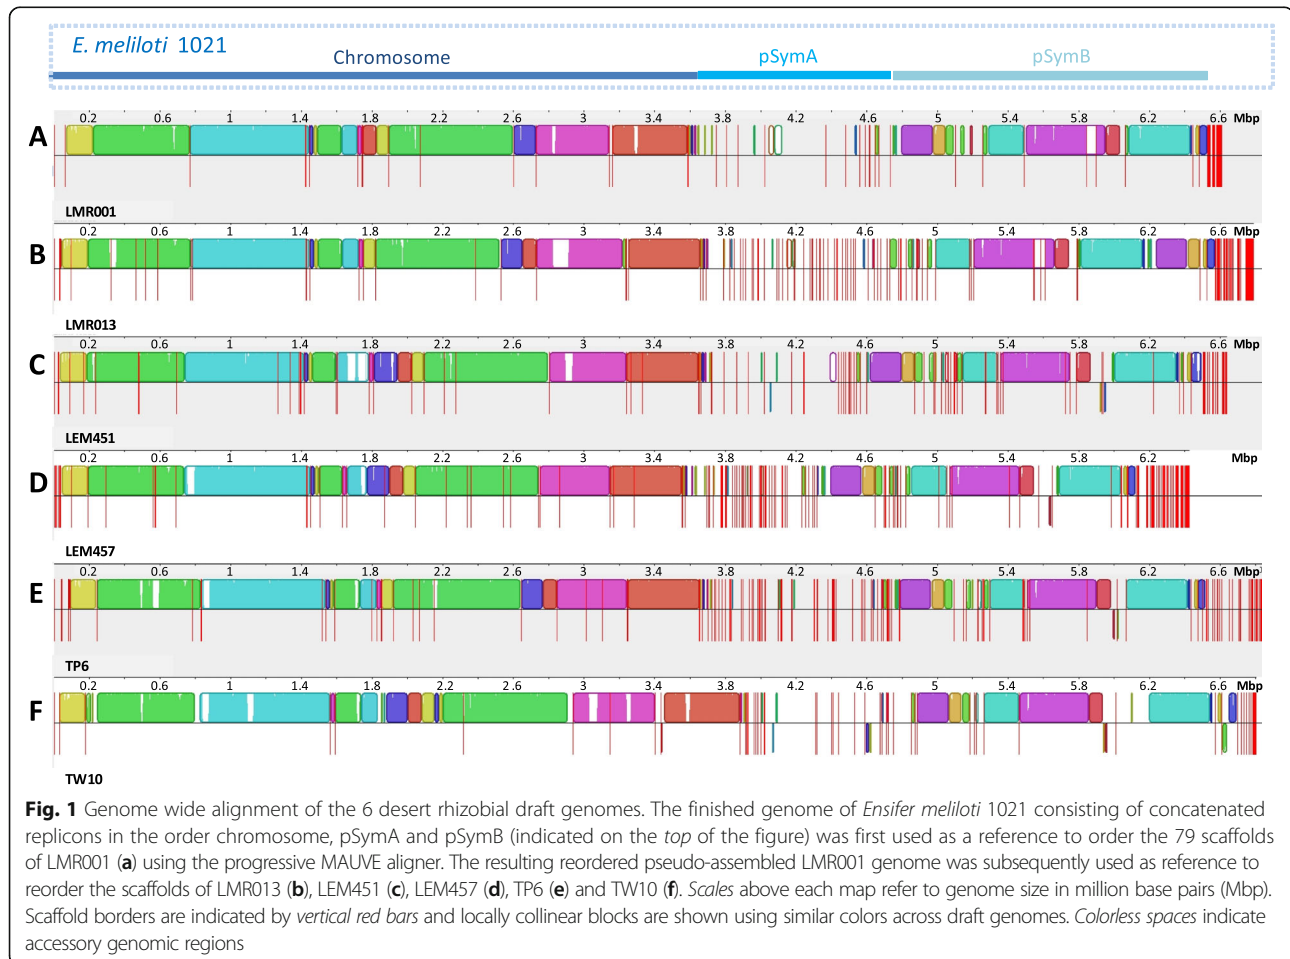 E. meliloti 1021
Chromosome
pSymA
pSymB
0.2 0.6 1 1.4 1.8 2.2 2.6 3 3.4 3.8 4.2 4.6 5 5.4 5.8 6.2 6.6 Mbp
A
LMR001
0.2 0.6 1 1.4 1.8 2.2 2.6 3 3.4 3.8 4.2 4.6 5 5.4 5.8 6.2 6.6 Mbp
B
LMR013
0.2 0.6 1 1.4 1.8 2.2 2.6 3 3.4 3.8 4.2 4.6 5 5.4 5.8 6.2 6.6 Mbp
C
LEM451
0.2 0.6 1 1.4 1.8 2.2 2.6 3 3.4 3.8 4.2 4.6 5 5.4 5.8 6.2 Mbp
D
LEM457
0.2 0.6 1 1.4 1.8 2.2 2.6 3 3.4 3.8 4.2 4.6 5 5.4 5.8 6.2 6.6 Mbp
E
TP6
0.2 0.6 1 1.4 1.8 2.2 2.6 3 3.4 3.8 4.2 4.6 5 5.4 5.8 6.2 6.6 Mbp
F
TW10
Fig. 1 Genome wide alignment of the 6 desert rhizobial draft genomes. The finished genome of Ensifer meliloti 1021 consisting of concatenated
replicons in the order chromosome, pSymA and pSymB (indicated on the top of the figure) was first used as a reference to order the 79 scaffolds
of LMR001 (a) using the progressive MAUVE aligner. The resulting reordered pseudo-assembled LMR001 genome was subsequently used as reference to
reorder the scaffolds of LMR013 (b), LEM451 (c), LEM457 (d), TP6 (e) and TW10 (f). Scales above each map refer to genome size in million base pairs (Mbp).
Scaffold borders are indicated by vertical red bars and locally collinear blocks are shown using similar colors across draft genomes. Colorless spaces indicate
accessory genomic regions